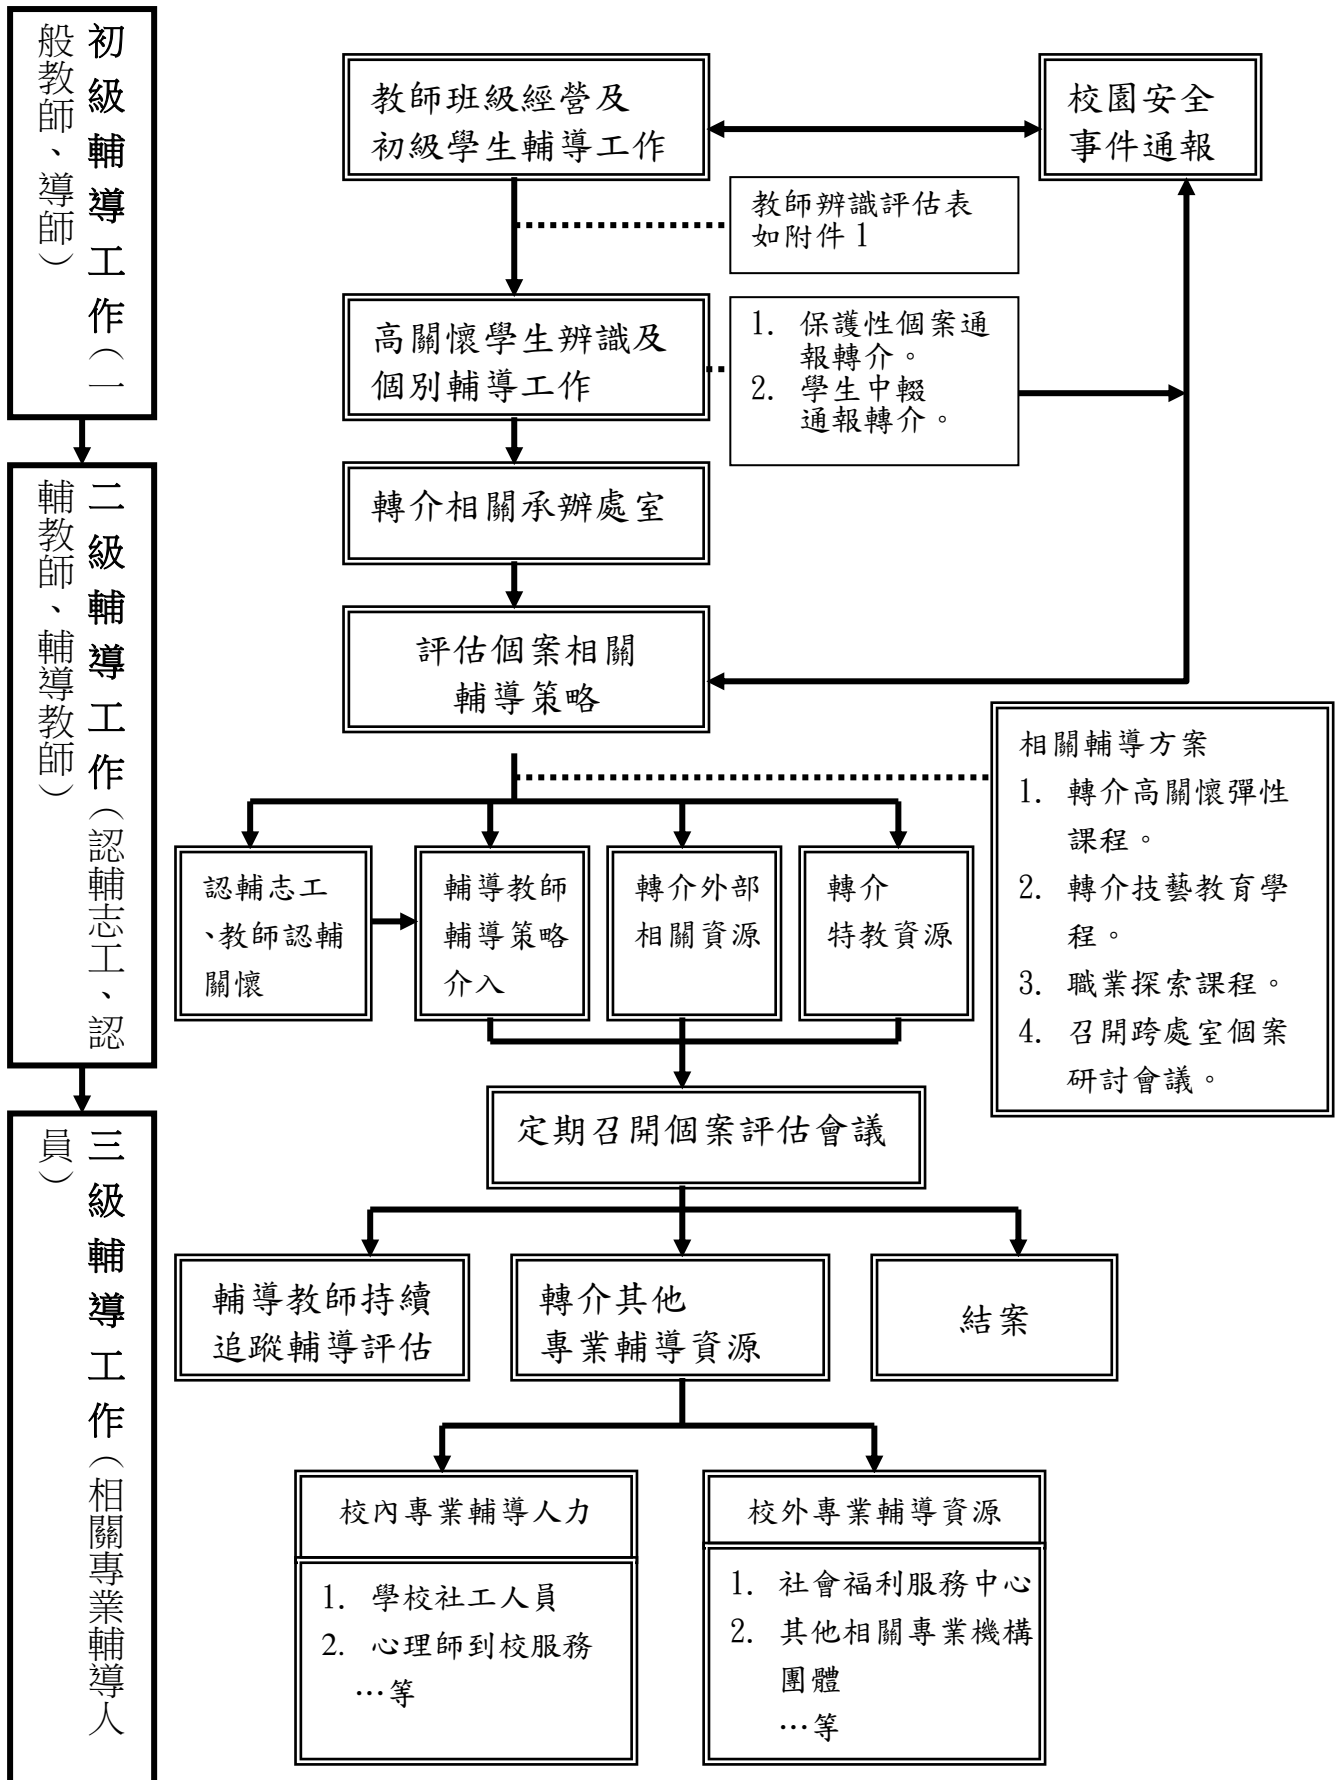 初級輔導工作(一
般教師、導師)
教師班級經營及
初級學生輔導工作
校園安全
事件通報
教師辨識評估表
如附件1
高關懷學生辨識及
個別輔導工作
1. 保護性個案通
報轉介。
2. 學生中輟
通報轉介。
二級輔導工作(認輔志工、認
輔教師、輔導教師)
轉介相關承辦處室
評估個案相關
輔導策略
相關輔導方案
1. 轉介高關懷彈性
課程。
2. 轉介技藝教育學
程。
3. 職業探索課程。
4. 召開跨處室個案
研討會議。
認輔志工
、教師認輔
關懷
輔導教師
輔導策略
介入
轉介外部
相關資源
轉介
特教資源
三級輔導工作(相關專業輔導人
員)
定期召開個案評估會議
輔導教師持續
追蹤輔導評估
轉介其他
專業輔導資源
結案
校內專業輔導人力
1. 學校社工人員
2. 心理師到校服務
…等
校外專業輔導資源
1. 社會福利服務中心
2. 其他相關專業機構
團體
…等